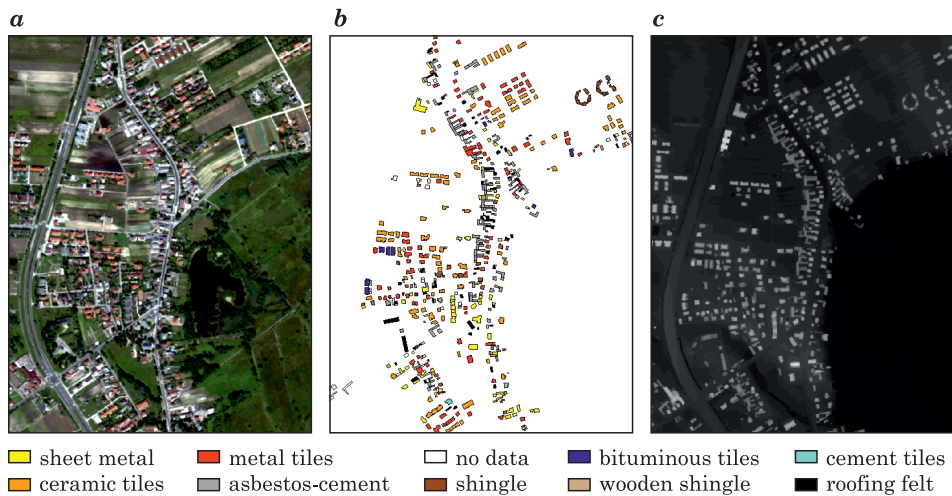 a b c
sheet metal metal tiles no data bituminous tiles cement tiles
ceramic tiles asbestos-cement shingle wooden shingle roofing felt